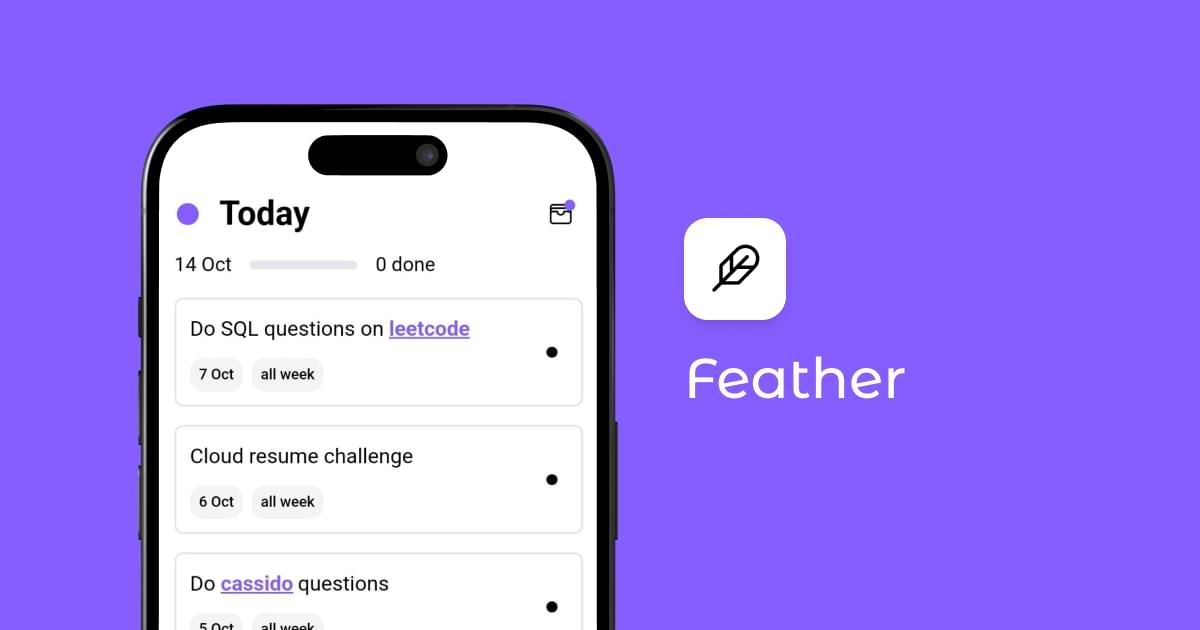 Today
14 Oct 0 done
Do SQL questions on leetcode
7 Oct all week
Cloud resume challenge
6 Oct all week
Do cassido questions
5 Oct all week
Feather